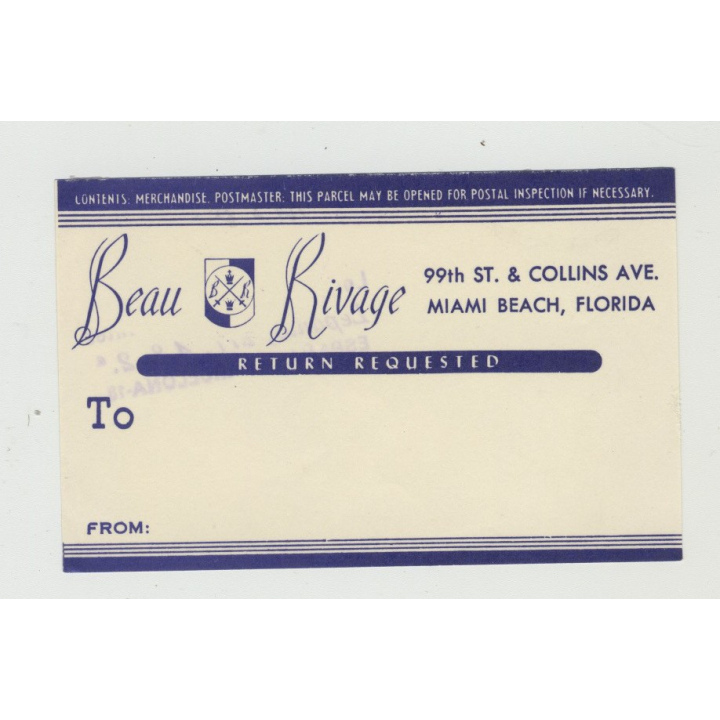 CONTENTS: MERCHANDISE. POSTMASTER: THIS PARCEL MAY BE OPENED FOR POSTAL INSPECTION IF NECESSARY.
Beau BR Rivage
99th ST. & COLLINS AVE.
MIAMI BEACH, FLORIDA
RETURN REQUESTED
To
FROM: